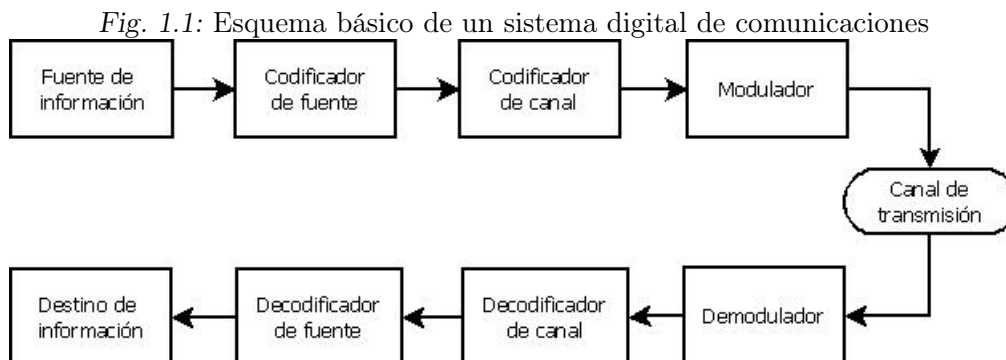 Fig. 1.1: Esquema básico de un sistema digital de comunicaciones
Fuente de
información
Codificador
de fuente
Codificador
de canal
Modulador
Canal de
transmisión
Destino de
información
Decodificador
de fuente
Decodificador
de canal
Demodulador